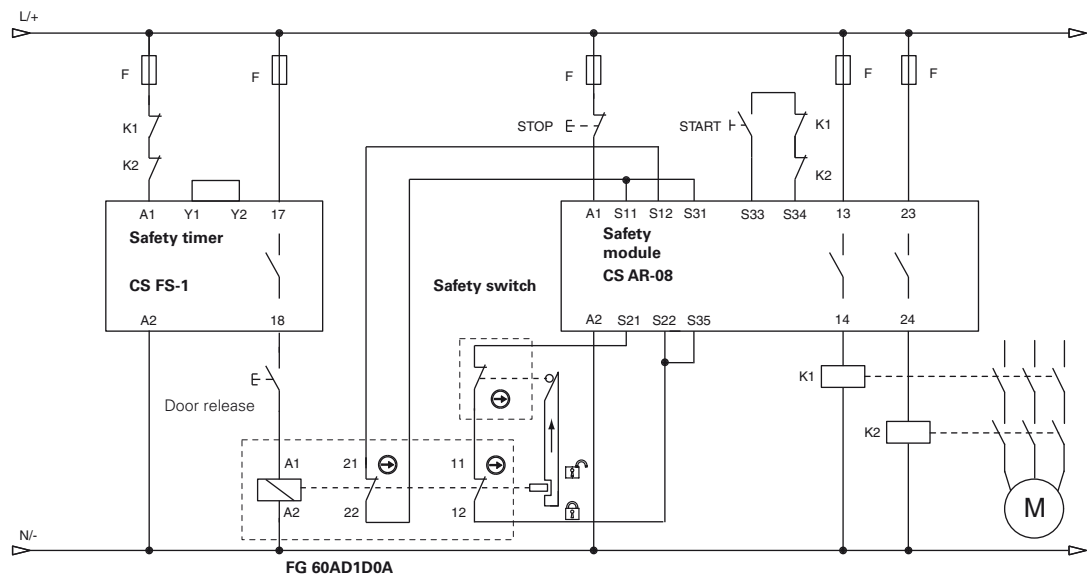 L/+
F
F
F
F
F
K1
K2
STOP
START
K1
K2
A1 Y1 Y2 17
Safety timer
CS FS-1
A2 18
A1 S11 S12 S31 S33 S34 13 23
Safety
module
CS AR-08
A2 S21 S22 S35 14 24
Safety switch
Door release
K1
K2
M
A1 21 11
A2 22 12
N/-
FG 60AD1D0A